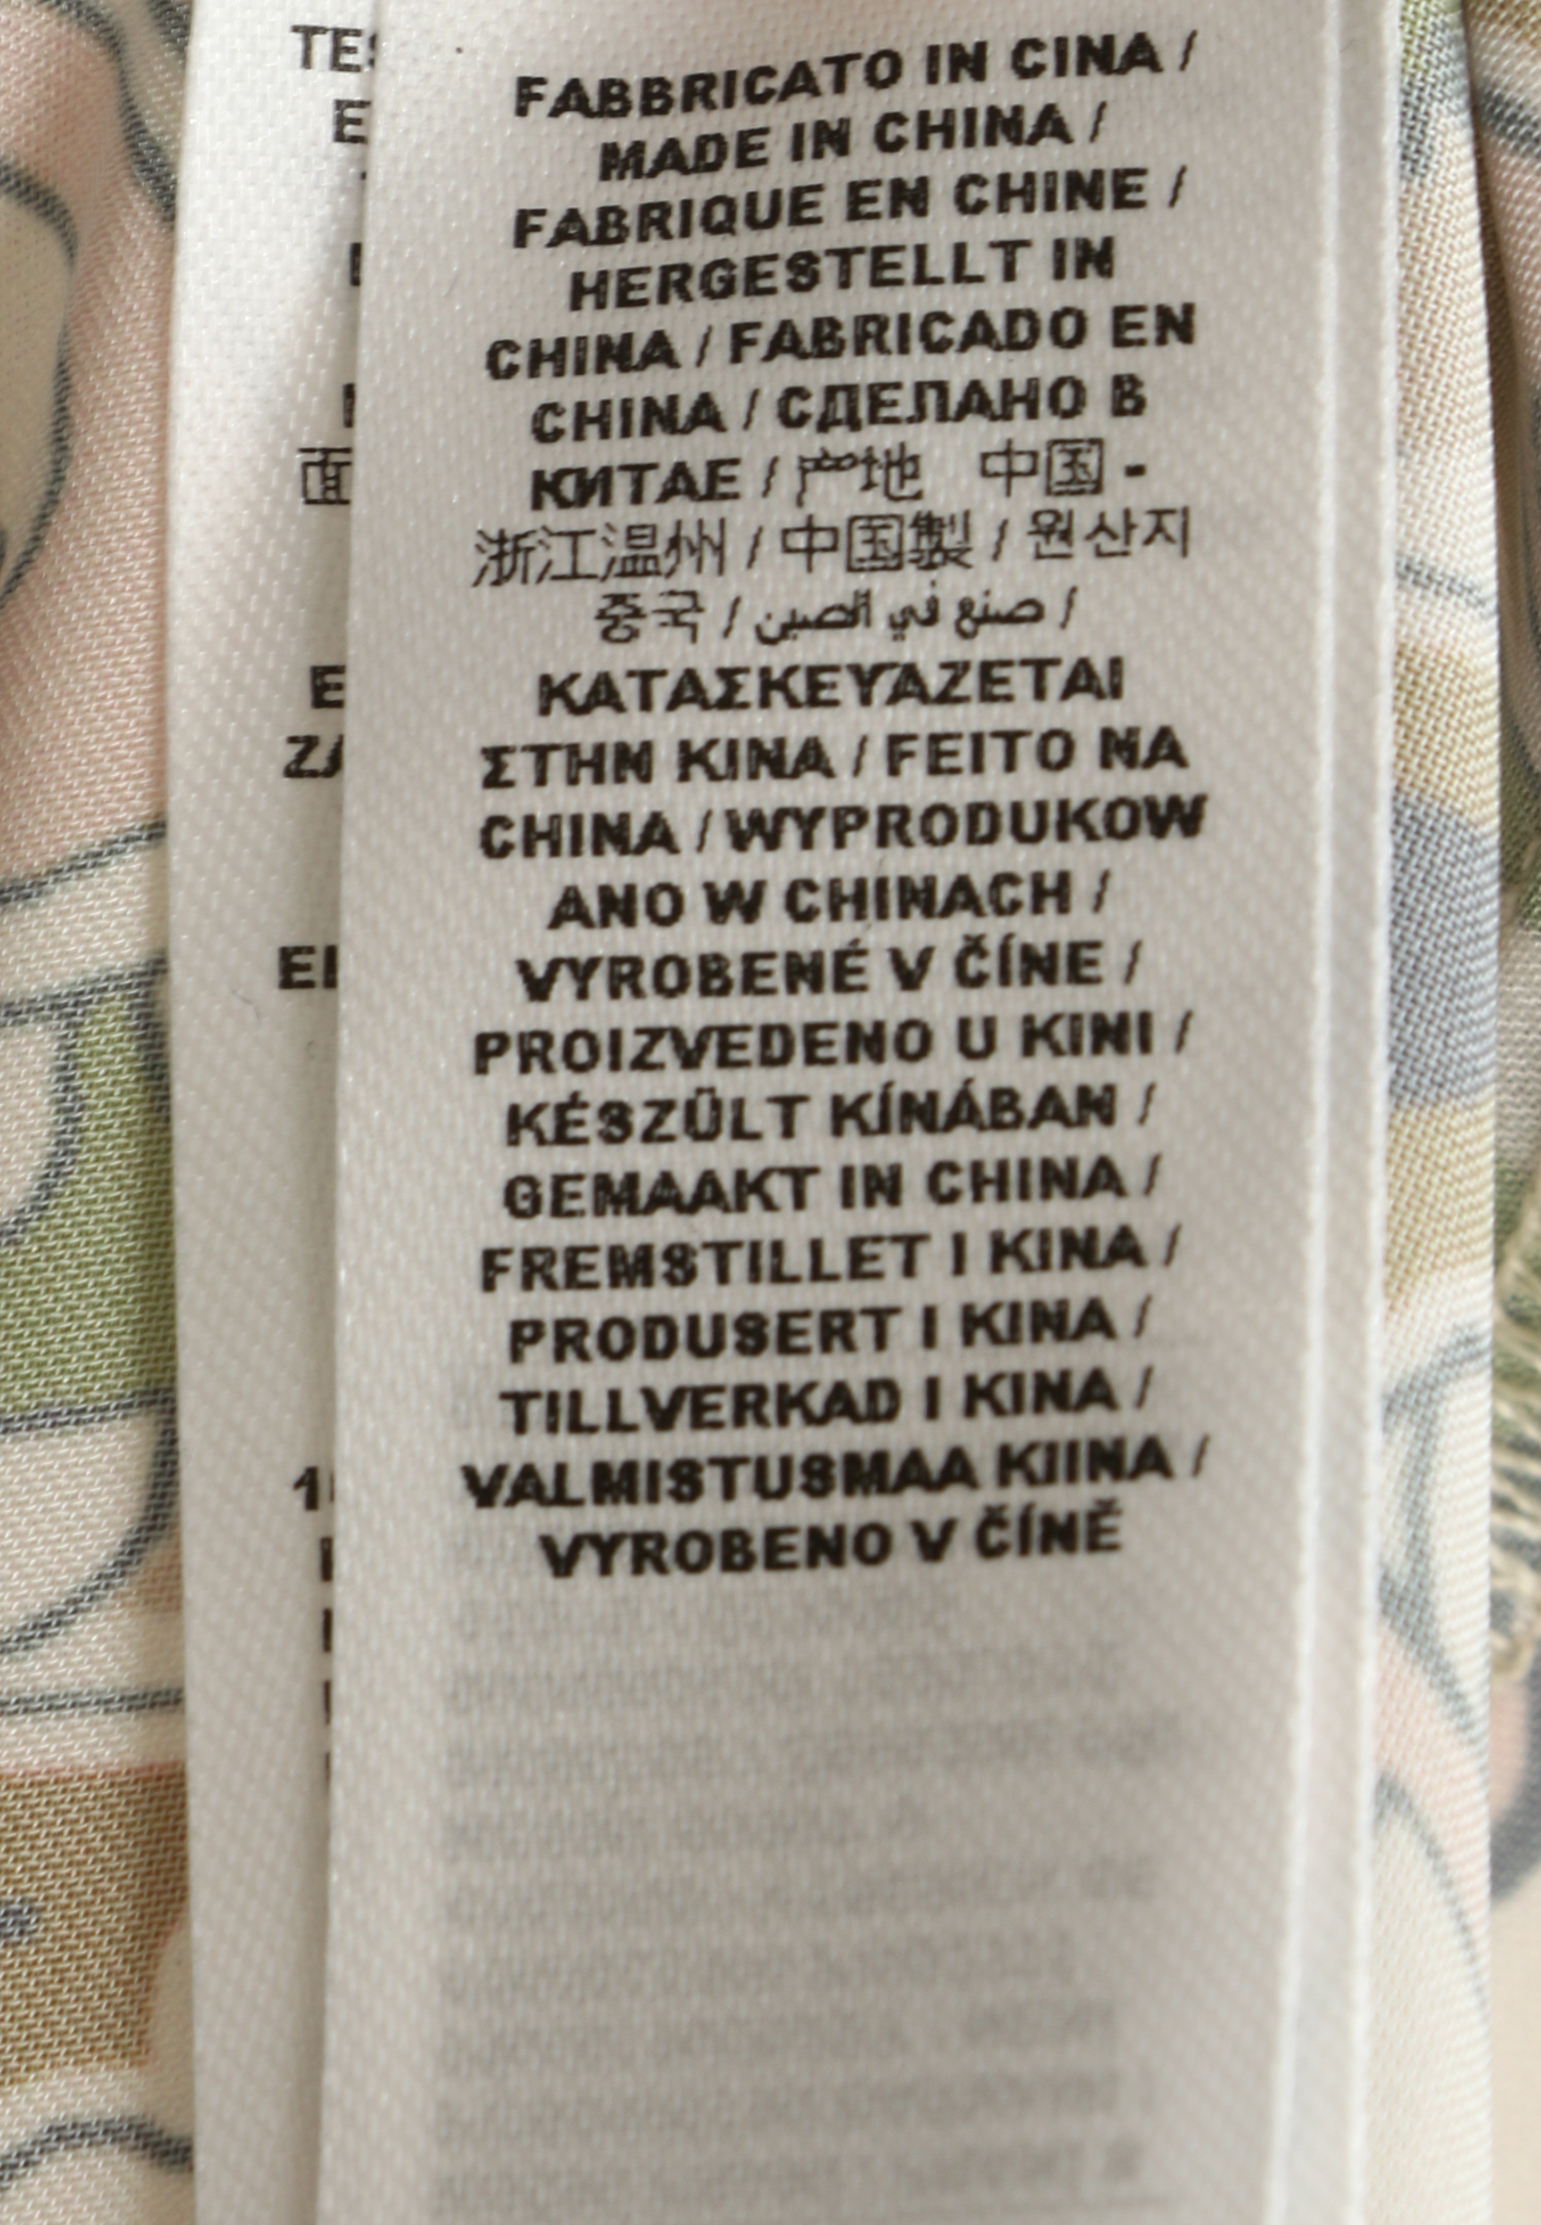 FABBRICATO IN CINA /
MADE IN CHINA /
FABRIQUE EN CHINE /
HERGESTELLT IN
CHINA / FABRICADO EN
CHINA / СДЕЛАНО В
КИТАЕ / 产地 中国 -
浙江温州 / 中国製 / 원산지
중국 / صنع في الصين /
ΚΑΤΑΣΚΕΥΆΖΕΤΑΙ
ΣΤΗΝ ΚΙΝΑ / FEITO NA
CHINA / WYPRODUKOW
ANO W CHINACH /
VYROBENÉ V ČÍNE /
PROIZVEDENO U KINI /
KÉSZÜLT KÍNÁBAN /
GEMAAKT IN CHINA /
FREMSTILLET I KINA /
PRODUSERT I KINA /
TILLVERKAD I KINA /
VALMISTUSMAA KIINA /
VYROBENO V ČÍNĚ